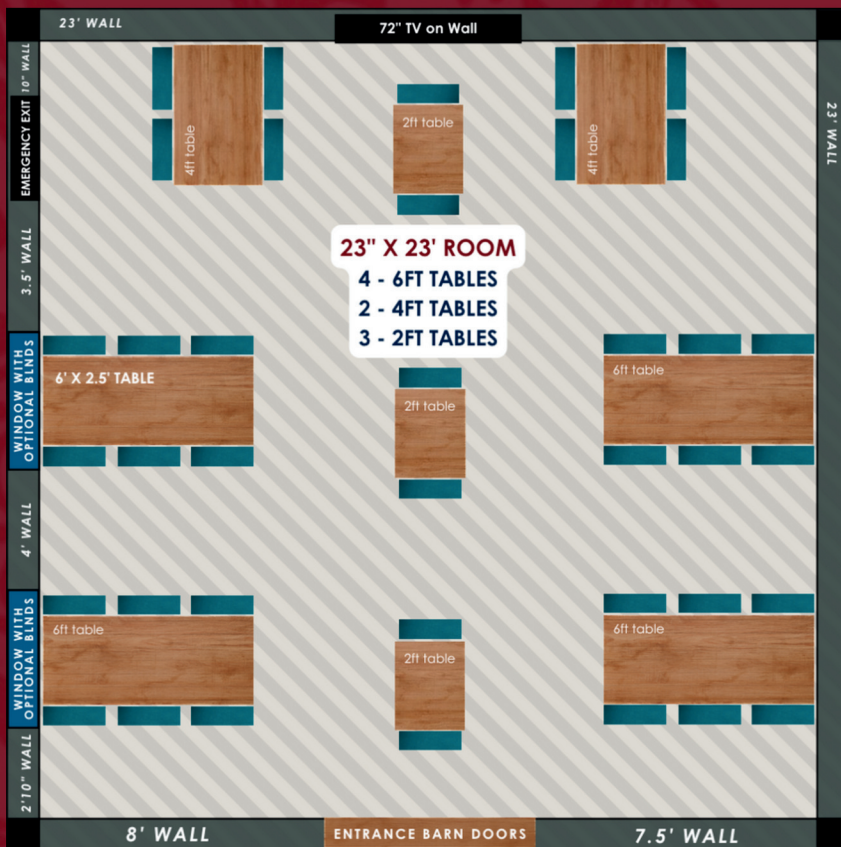 23' WALL
72" TV on Wall
10" WALL
EMERGENCY EXIT
3.5' WALL
WINDOW WITH
OPTIONAL BLNDS
4' WALL
WINDOW WITH
OPTIONAL BLNDS
2'10" WALL
23' WALL
4ft table
2ft table
4ft table
23" X 23' ROOM
4 - 6FT TABLES
2 - 4FT TABLES
3 - 2FT TABLES
6' X 2.5' TABLE
2ft table
6ft table
6ft table
2ft table
6ft table
8' WALL
ENTRANCE BARN DOORS
7.5' WALL